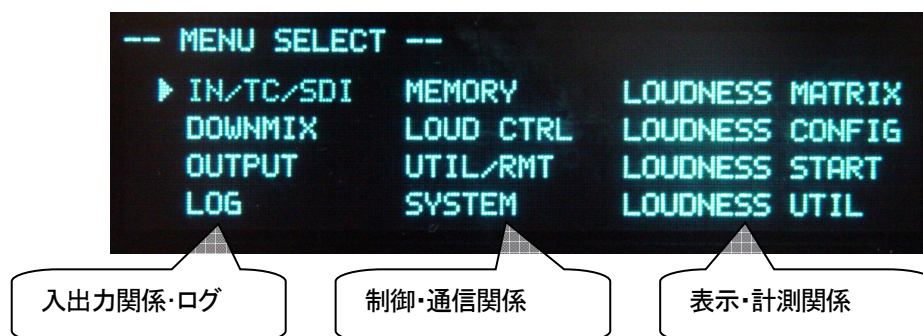 -- MENU SELECT --
IN/TC/SDI MEMORY LOUDNESS MATRIX
DOWNMIX LOUD CTRL LOUDNESS CONFIG
OUTPUT UTIL/RMT LOUDNESS START
LOG SYSTEM LOUDNESS UTIL
入出力関係・ログ
制御・通信関係
表示・計測関係